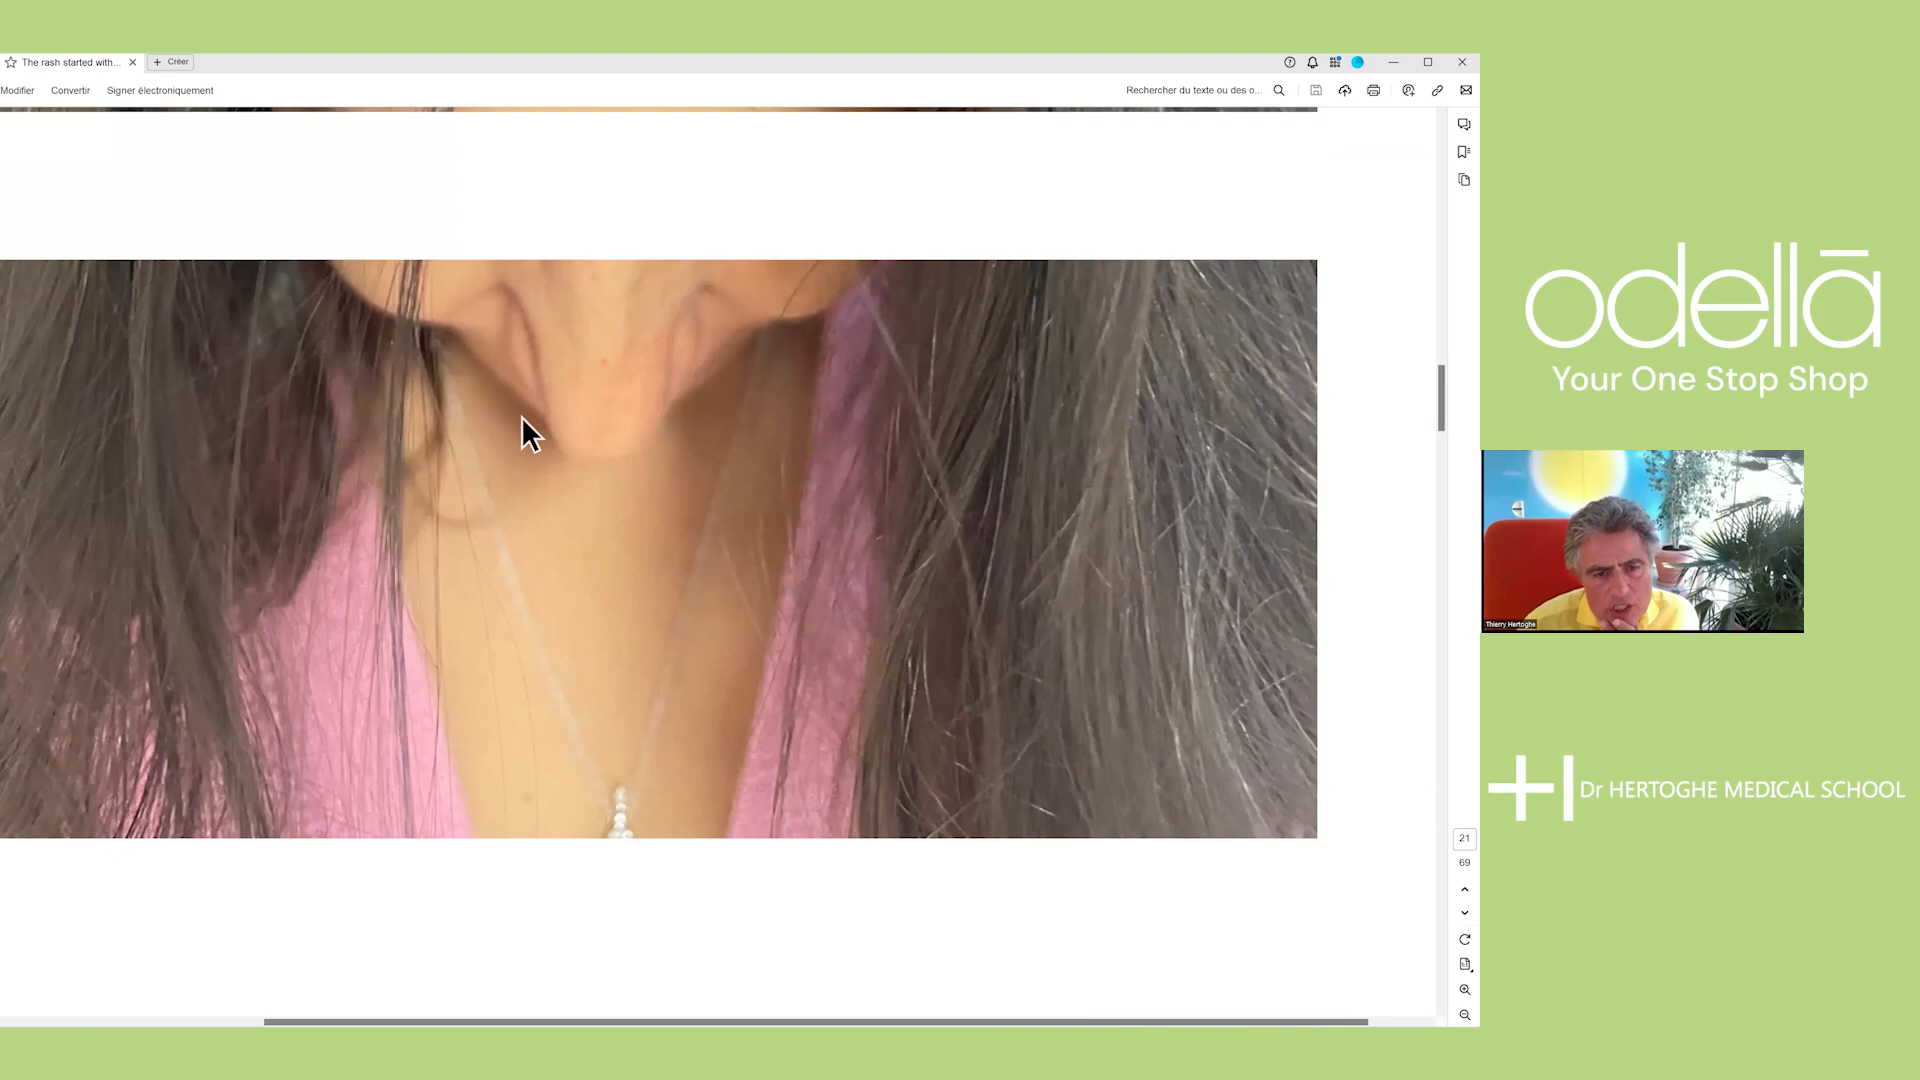 The rash started with...
Créer
Modifier
Convertir
Signer électroniquement
Rechercher du texte ou des o...
odellā
Your One Stop Shop
Thierry Hertoghe
Dr HERTOGHE MEDICAL SCHOOL
21
69